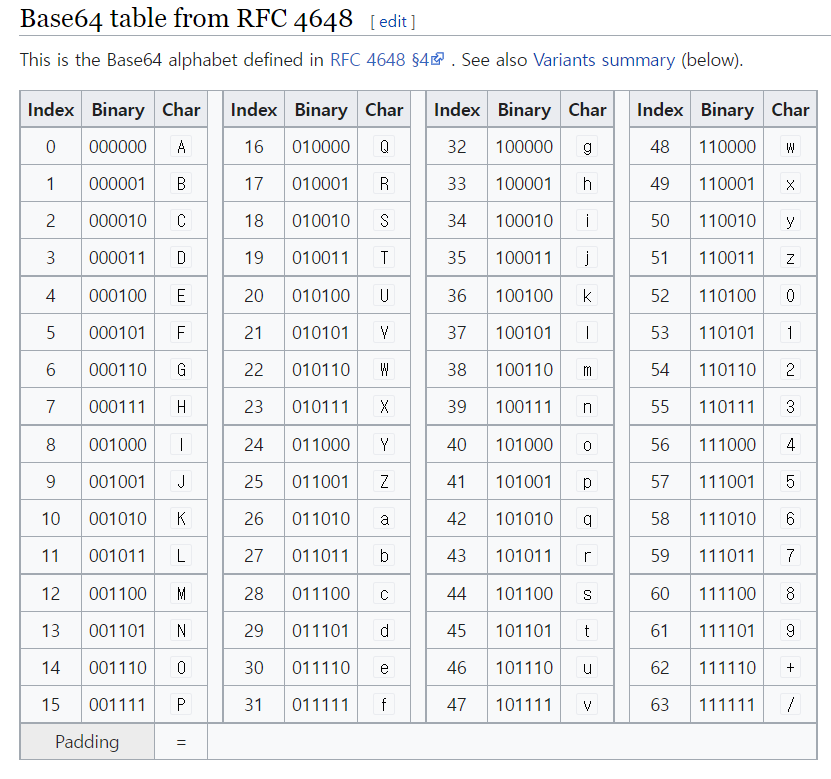 Base64 table from RFC 4648 [ edit ]
This is the Base64 alphabet defined in RFC 4648 §4 . See also Variants summary (below).
Index Binary Char Index Binary Char Index Binary Char Index Binary Char
0 000000 A 16 010000 Q 32 100000 g 48 110000 w
1 000001 B 17 010001 R 33 100001 h 49 110001 x
2 000010 C 18 010010 S 34 100010 i 50 110010 y
3 000011 D 19 010011 T 35 100011 j 51 110011 z
4 000100 E 20 010100 U 36 100100 k 52 110100 0
5 000101 F 21 010101 V 37 100101 l 53 110101 1
6 000110 G 22 010110 W 38 100110 m 54 110110 2
7 000111 H 23 010111 X 39 100111 n 55 110111 3
8 001000 I 24 011000 Y 40 101000 o 56 111000 4
9 001001 J 25 011001 Z 41 101001 p 57 111001 5
10 001010 K 26 011010 a 42 101010 q 58 111010 6
11 001011 L 27 011011 b 43 101011 r 59 111011 7
12 001100 M 28 011100 c 44 101100 s 60 111100 8
13 001101 N 29 011101 d 45 101101 t 61 111101 9
14 001110 O 30 011110 e 46 101110 u 62 111110 +
15 001111 P 31 011111 f 47 101111 v 63 111111 /
Padding =